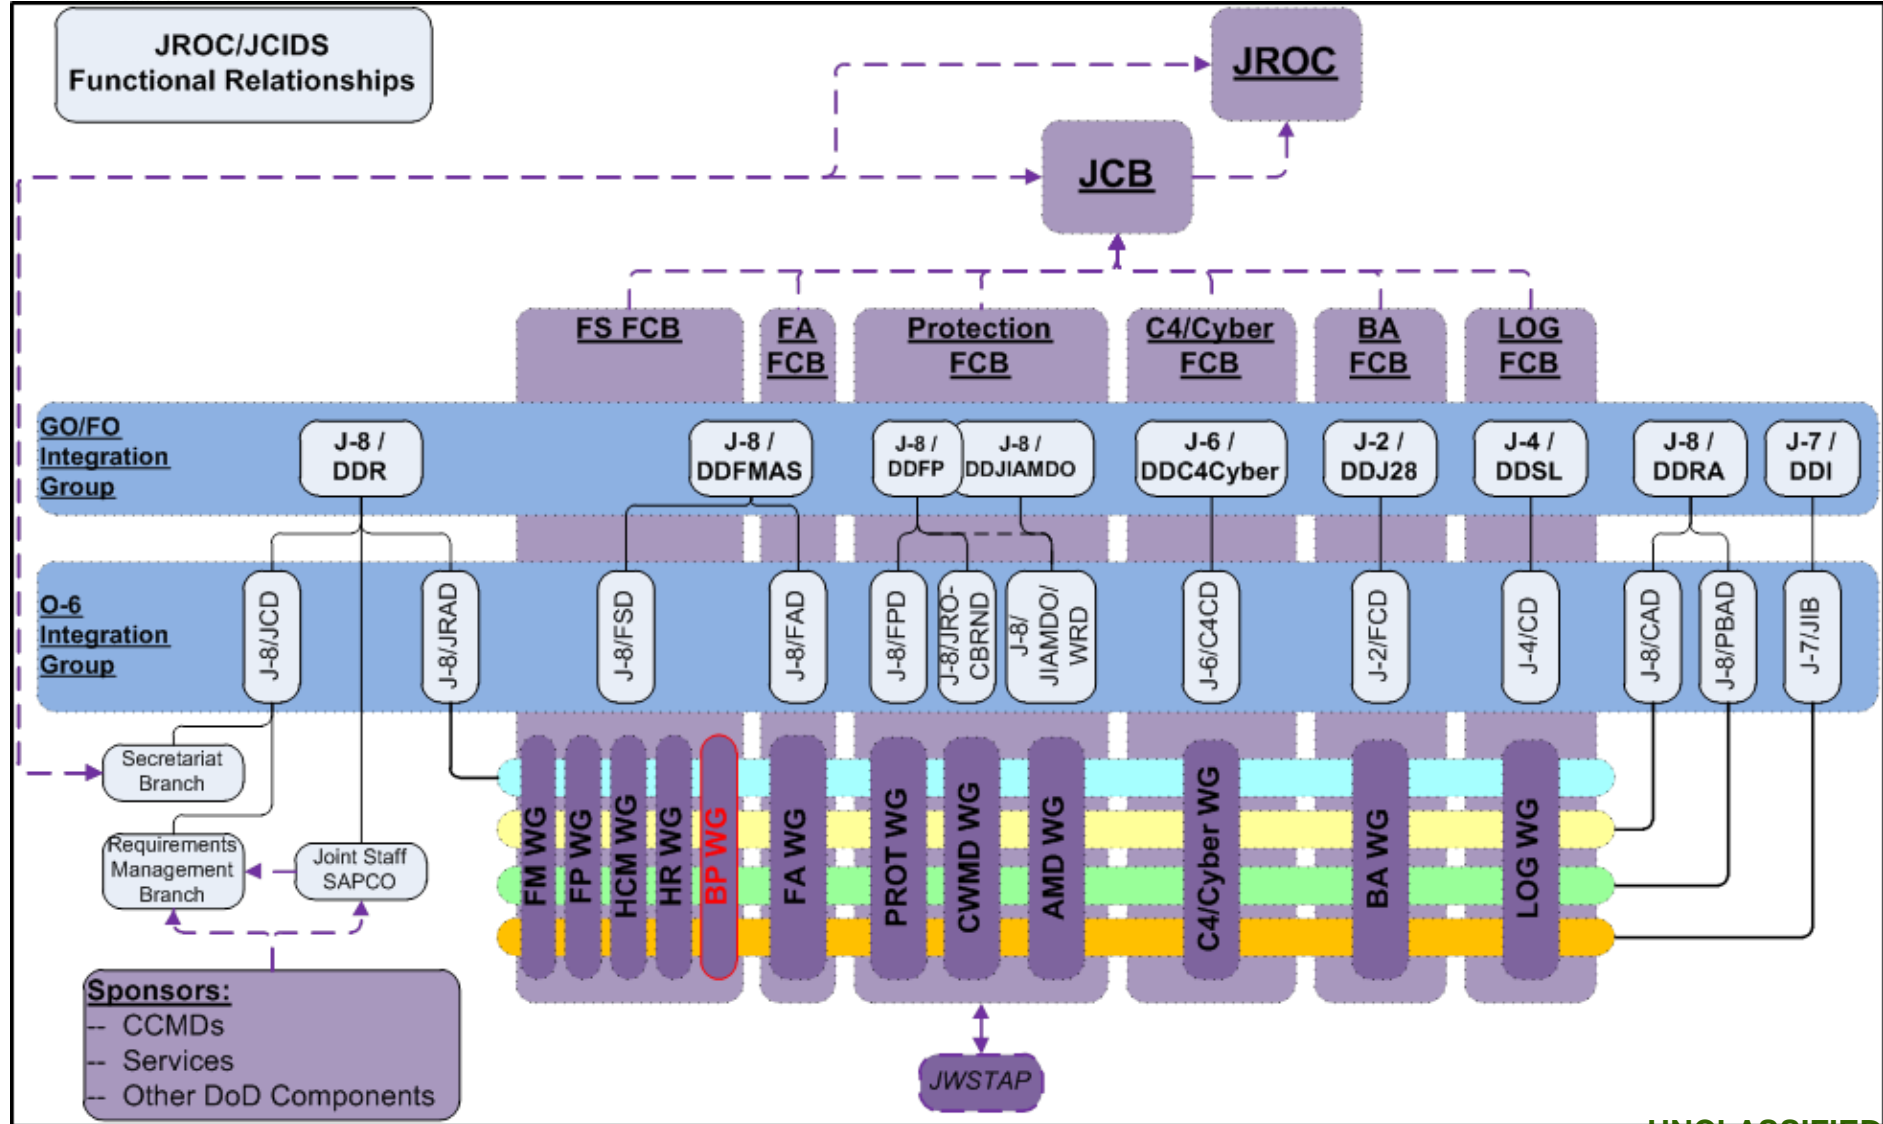 JROC/JCIDS
Functional Relationships
JROC
JCB
FS FCB
FA
FCB
Protection
FCB
C4/Cyber
FCB
BA
FCB
LOG
FCB
GO/FO
Integration
Group
J-8 /
DDR
J-8 /
DDFMAS
J-8 /
DDFP
J-8 /
DDJIAMDO
J-6 /
DDC4Cyber
J-2 /
DDJ28
J-4 /
DDSL
J-8 /
DDRA
J-7 /
DDI
O-6
Integration
Group
J-8/JCD
J-8/JRAD
J-8/FSD
J-8/FAD
J-8/FPD
J-8/JRO-
CBRND
J-8/
JIAMDO/
WRD
J-6/C4CD
J-2/FCD
J-4/CD
J-8/CAD
J-8/PBAD
J-7/JIB
Secretariat
Branch
Requirements
Management
Branch
Joint Staff
SAPCO
FM WG
FP WG
HCM WG
HR WG
BP WG
FA WG
PROT WG
CWMD WG
AMD WG
C4/Cyber WG
BA WG
LOG WG
Sponsors:
-- CCMDs
-- Services
-- Other DoD Components
JWSTAP
UNCLASSIFIED